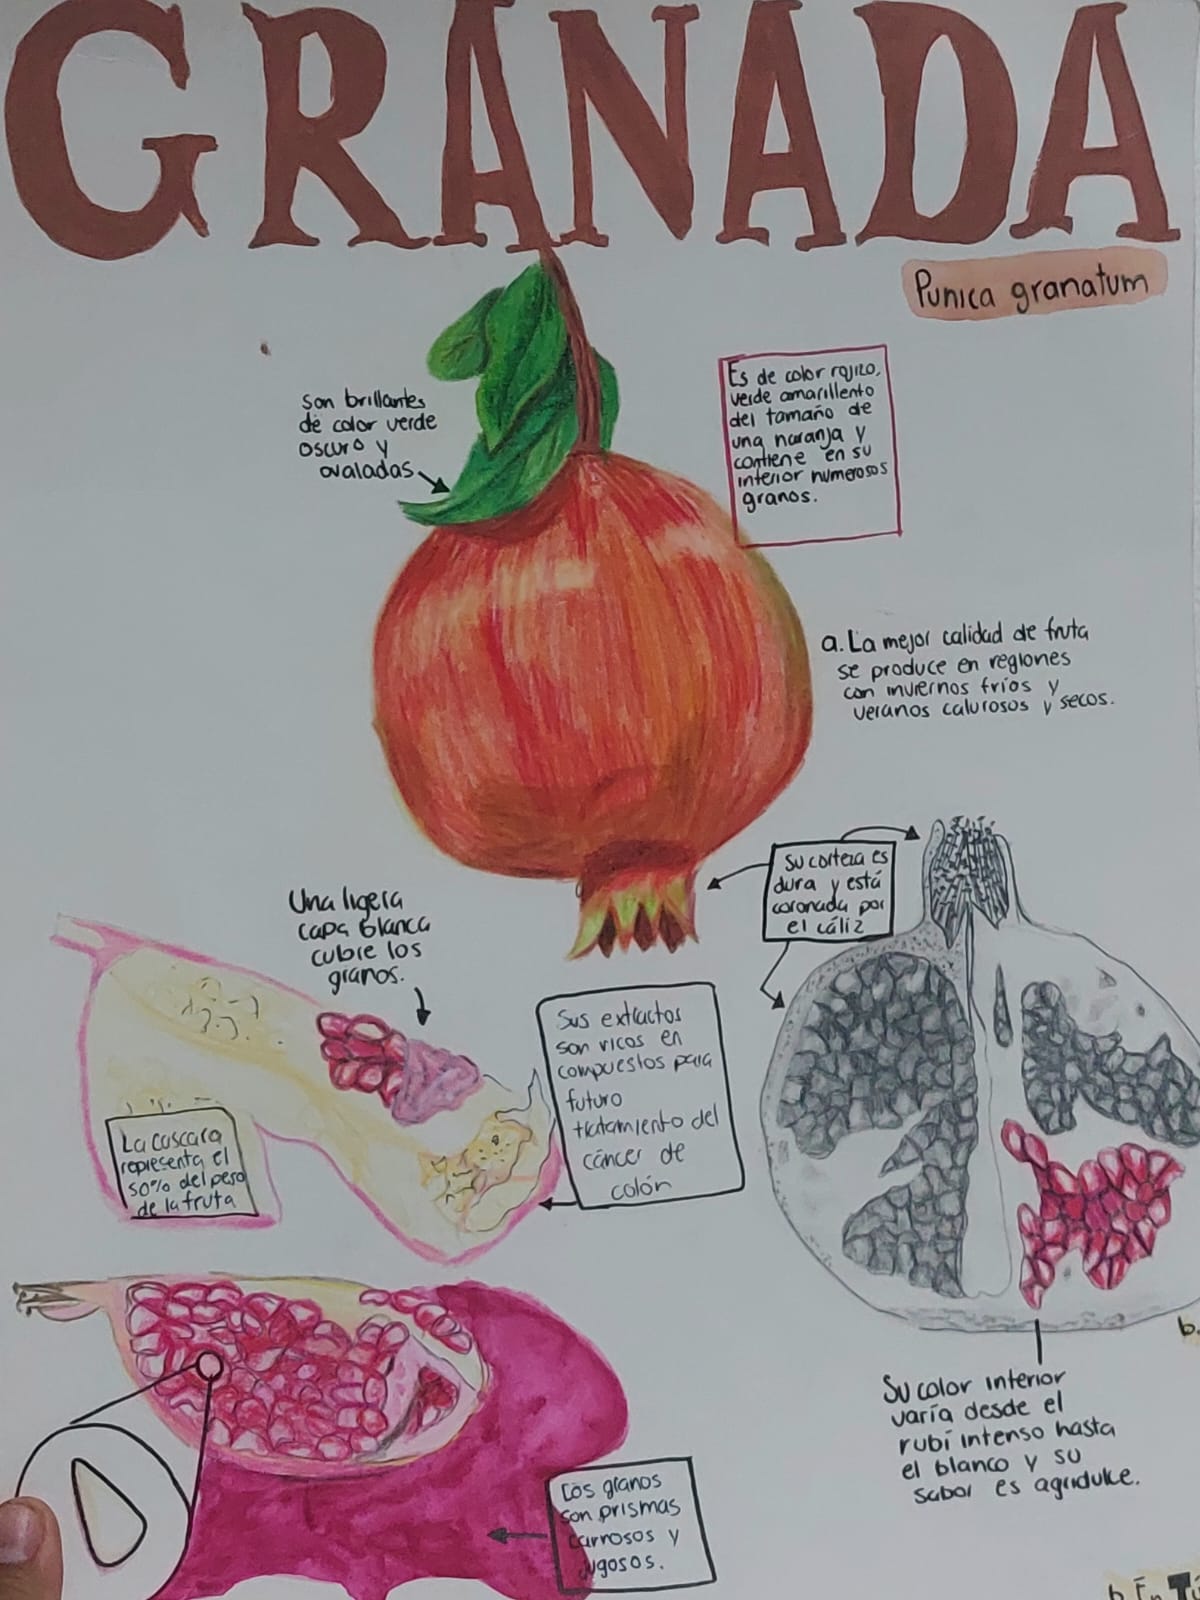 GRANADA
Punica granatum
son brillantes
de color verde
oscuro y
ovaladas
Es de color rojizo,
verde amarillento
del tamaño de
una naranja y
contiene en su
interior numerosos
granos.
a. La mejor calidad de fruta
se produce en regiones
con inviernos fríos y
veranos calurosos y secos.
Su corteza es
dura y está
coronada por
el cáliz
Una ligera
capa blanca
cubre los
granos.
Sus extractos
son ricos en
compuestos para
futuro
tratamiento del
cáncer de
colón
La cascara
representa el
50% del peso
de la fruta
b.
Su color interior
varía desde el
rubí intenso hasta
el blanco y su
sabor es agridulce.
Los granos
son prismas
carnosos y
jugosos.
b. En